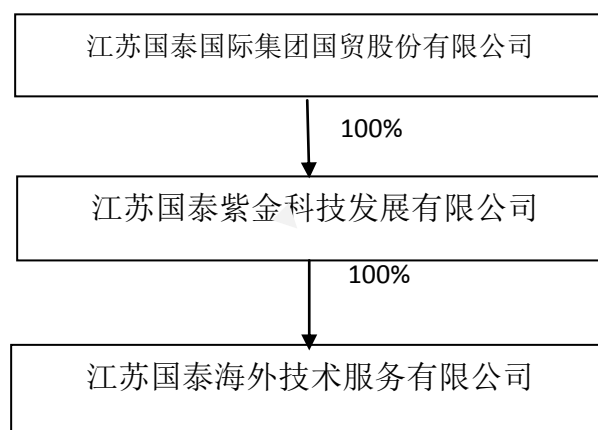 江苏国泰国际集团国贸股份有限公司
100%
江苏国泰紫金科技发展有限公司
100%
江苏国泰海外技术服务有限公司